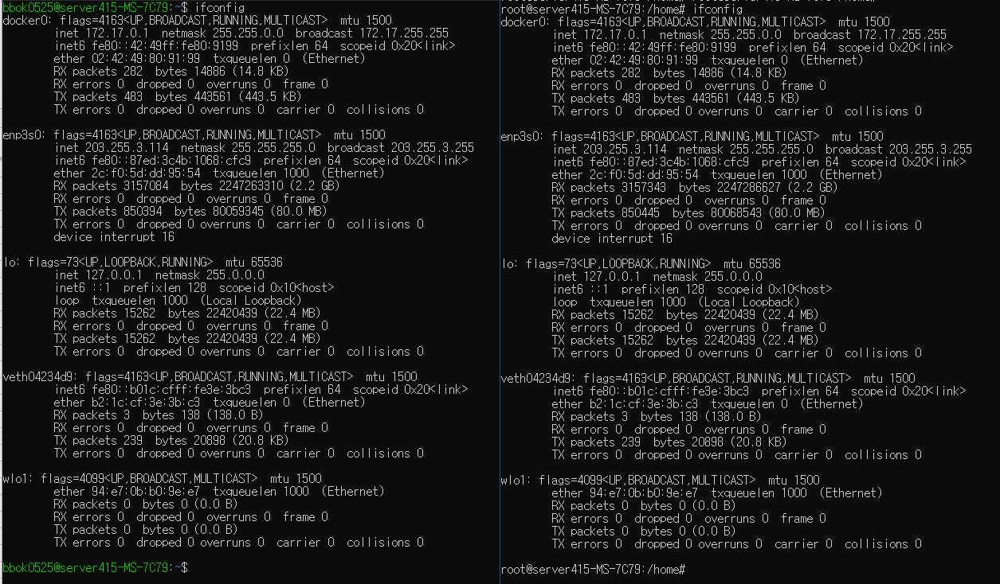 bbok0525@server415-MS-7C79:~$ ifconfig
docker0: flags=4163<UP,BROADCAST,RUNNING,MULTICAST>  mtu 1500
        inet 172.17.0.1  netmask 255.255.0.0  broadcast 172.17.255.255
        inet6 fe80::42:49ff:fe80:9199  prefixlen 64  scopeid 0x20<link>
        ether 02:42:49:80:91:99  txqueuelen 0  (Ethernet)
        RX packets 282  bytes 14886 (14.8 KB)
        RX errors 0  dropped 0  overruns 0  frame 0
        TX packets 483  bytes 443561 (443.5 KB)
        TX errors 0  dropped 0 overruns 0  carrier 0  collisions 0
enp3s0: flags=4163<UP,BROADCAST,RUNNING,MULTICAST>  mtu 1500
        inet 203.255.3.114  netmask 255.255.255.0  broadcast 203.255.3.255
        inet6 fe80::87ed:3c4b:1068:cfc9  prefixlen 64  scopeid 0x20<link>
        ether 2c:f0:5d:dd:95:54  txqueuelen 1000  (Ethernet)
        RX packets 3157084  bytes 2247263310 (2.2 GB)
        RX errors 0  dropped 0  overruns 0  frame 0
        TX packets 850394  bytes 80059345 (80.0 MB)
        TX errors 0  dropped 0 overruns 0  carrier 0  collisions 0
        device interrupt 16
lo: flags=73<UP,LOOPBACK,RUNNING>  mtu 65536
        inet 127.0.0.1  netmask 255.0.0.0
        inet6 ::1  prefixlen 128  scopeid 0x10<host>
        loop  txqueuelen 1000  (Local Loopback)
        RX packets 15262  bytes 22420439 (22.4 MB)
        RX errors 0  dropped 0  overruns 0  frame 0
        TX packets 15262  bytes 22420439 (22.4 MB)
        TX errors 0  dropped 0 overruns 0  carrier 0  collisions 0
veth04234d9: flags=4163<UP,BROADCAST,RUNNING,MULTICAST>  mtu 1500
        inet6 fe80::b01c:cfff:fe3e:3bc3  prefixlen 64  scopeid 0x20<link>
        ether b2:1c:cf:3e:3b:c3  txqueuelen 0  (Ethernet)
        RX packets 3  bytes 138 (138.0 B)
        RX errors 0  dropped 0  overruns 0  frame 0
        TX packets 239  bytes 20898 (20.8 KB)
        TX errors 0  dropped 0 overruns 0  carrier 0  collisions 0
wlo1: flags=4099<UP,BROADCAST,MULTICAST>  mtu 1500
        ether 94:e7:0b:b0:9e:e7  txqueuelen 1000  (Ethernet)
        RX packets 0  bytes 0 (0.0 B)
        RX errors 0  dropped 0  overruns 0  frame 0
        TX packets 0  bytes 0 (0.0 B)
        TX errors 0  dropped 0 overruns 0  carrier 0  collisions 0
bbok0525@server415-MS-7C79:~$
root@server415-MS-7C79:/home# ifconfig
docker0: flags=4163<UP,BROADCAST,RUNNING,MULTICAST>  mtu 1500
        inet 172.17.0.1  netmask 255.255.0.0  broadcast 172.17.255.255
        inet6 fe80::42:49ff:fe80:9199  prefixlen 64  scopeid 0x20<link>
        ether 02:42:49:80:91:99  txqueuelen 0  (Ethernet)
        RX packets 282  bytes 14886 (14.8 KB)
        RX errors 0  dropped 0  overruns 0  frame 0
        TX packets 483  bytes 443561 (443.5 KB)
        TX errors 0  dropped 0 overruns 0  carrier 0  collisions 0
enp3s0: flags=4163<UP,BROADCAST,RUNNING,MULTICAST>  mtu 1500
        inet 203.255.3.114  netmask 255.255.255.0  broadcast 203.255.3.255
        inet6 fe80::87ed:3c4b:1068:cfc9  prefixlen 64  scopeid 0x20<link>
        ether 2c:f0:5d:dd:95:54  txqueuelen 1000  (Ethernet)
        RX packets 3157343  bytes 2247286627 (2.2 GB)
        RX errors 0  dropped 0  overruns 0  frame 0
        TX packets 850445  bytes 80068543 (80.0 MB)
        TX errors 0  dropped 0 overruns 0  carrier 0  collisions 0
        device interrupt 16
lo: flags=73<UP,LOOPBACK,RUNNING>  mtu 65536
        inet 127.0.0.1  netmask 255.0.0.0
        inet6 ::1  prefixlen 128  scopeid 0x10<host>
        loop  txqueuelen 1000  (Local Loopback)
        RX packets 15262  bytes 22420439 (22.4 MB)
        RX errors 0  dropped 0  overruns 0  frame 0
        TX packets 15262  bytes 22420439 (22.4 MB)
        TX errors 0  dropped 0 overruns 0  carrier 0  collisions 0
veth04234d9: flags=4163<UP,BROADCAST,RUNNING,MULTICAST>  mtu 1500
        inet6 fe80::b01c:cfff:fe3e:3bc3  prefixlen 64  scopeid 0x20<link>
        ether b2:1c:cf:3e:3b:c3  txqueuelen 0  (Ethernet)
        RX packets 3  bytes 138 (138.0 B)
        RX errors 0  dropped 0  overruns 0  frame 0
        TX packets 239  bytes 20898 (20.8 KB)
        TX errors 0  dropped 0 overruns 0  carrier 0  collisions 0
wlo1: flags=4099<UP,BROADCAST,MULTICAST>  mtu 1500
        ether 94:e7:0b:b0:9e:e7  txqueuelen 1000  (Ethernet)
        RX packets 0  bytes 0 (0.0 B)
        RX errors 0  dropped 0  overruns 0  frame 0
        TX packets 0  bytes 0 (0.0 B)
        TX errors 0  dropped 0 overruns 0  carrier 0  collisions 0
root@server415-MS-7C79:/home#